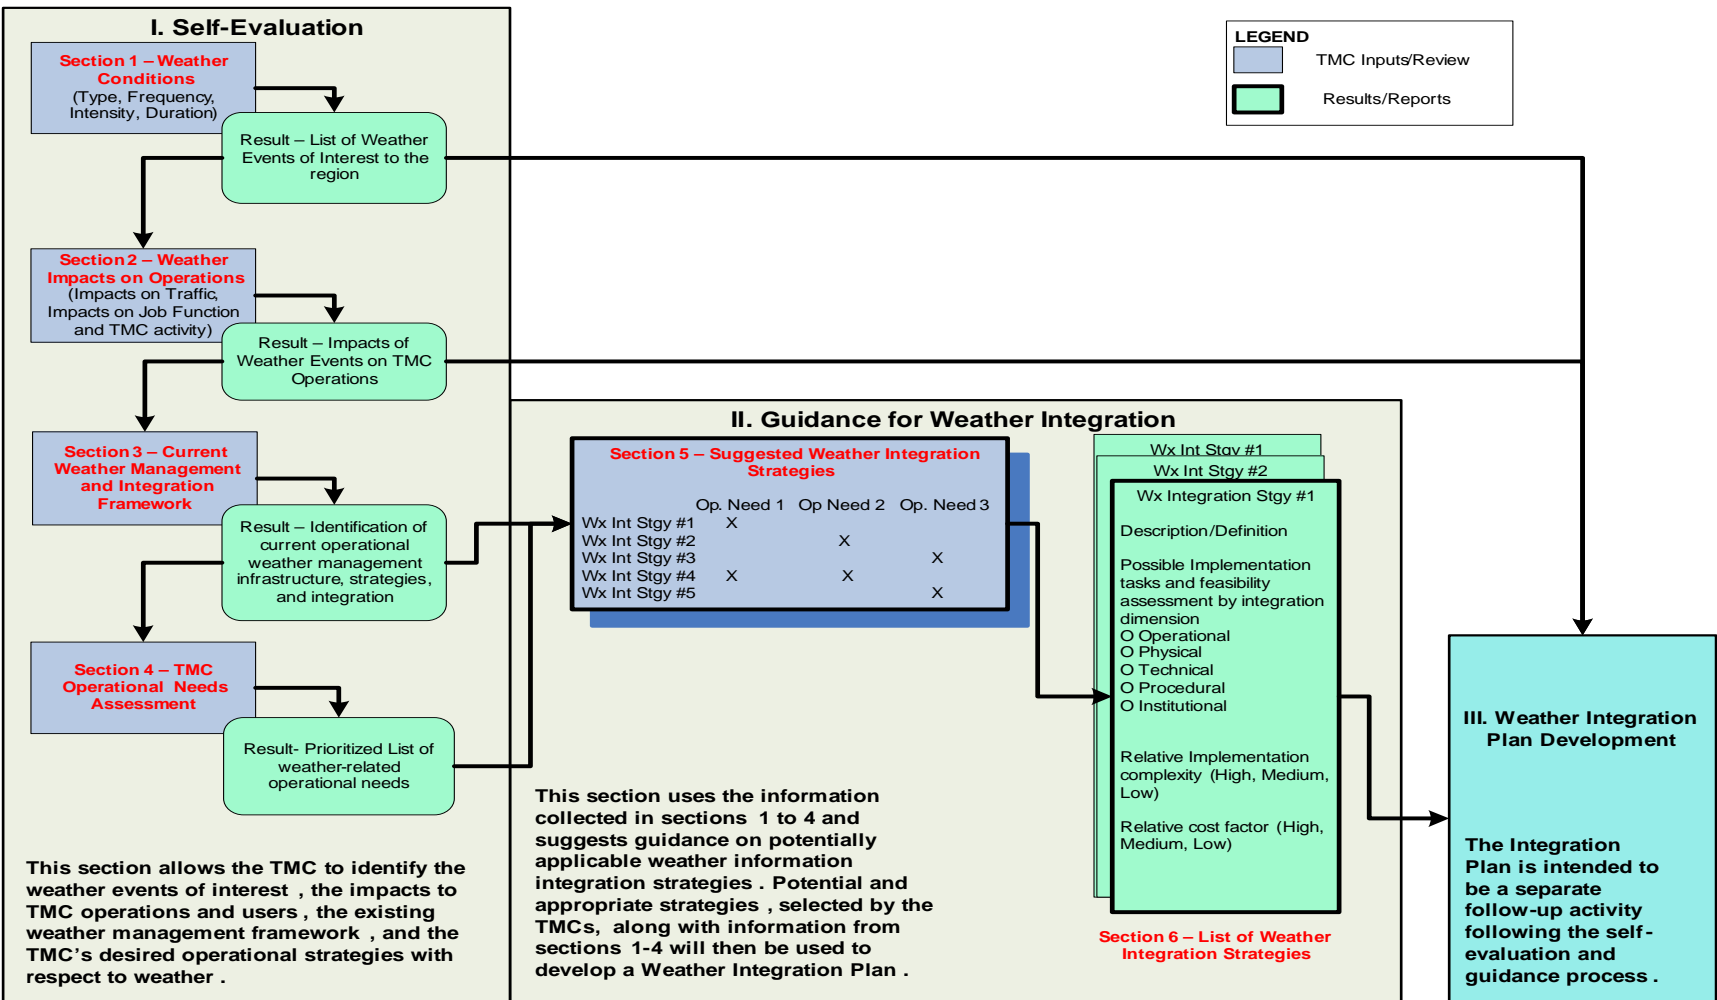 I. Self-Evaluation
Section 1 – Weather
Conditions
(Type, Frequency,
Intensity, Duration)
Result – List of Weather
Events of Interest to the
region
Section 2 – Weather
Impacts on Operations
(Impacts on Traffic,
Impacts on Job Function
and TMC activity)
Result – Impacts of
Weather Events on TMC
Operations
Section 3 – Current
Weather Management
and Integration
Framework
Result – Identification of
current operational
weather management
infrastructure, strategies,
and integration
Section 4 – TMC
Operational Needs
Assessment
Result- Prioritized List of
weather-related
operational needs
This section allows the TMC to identify the
weather events of interest , the impacts to
TMC operations and users , the existing
weather management framework , and the
TMC's desired operational strategies with
respect to weather .
LEGEND
TMC Inputs/Review
Results/Reports
II. Guidance for Weather Integration
Section 5 – Suggested Weather Integration
Strategies
Op. Need 1 Op Need 2 Op. Need 3
Wx Int Stgy #1 X
Wx Int Stgy #2 X
Wx Int Stgy #3 X
Wx Int Stgy #4 X X
Wx Int Stgy #5 X
This section uses the information
collected in sections 1 to 4 and
suggests guidance on potentially
applicable weather information
integration strategies . Potential and
appropriate strategies , selected by the
TMCs, along with information from
sections 1-4 will then be used to
develop a Weather Integration Plan .
Wx Int Stgy #1
Wx Int Stgy #2
Wx Integration Stgy #1
Description/Definition
Possible Implementation
tasks and feasibility
assessment by integration
dimension
O Operational
O Physical
O Technical
O Procedural
O Institutional
Relative Implementation
complexity (High, Medium,
Low)
Relative cost factor (High,
Medium, Low)
Section 6 – List of Weather
Integration Strategies
III. Weather Integration
Plan Development
The Integration
Plan is intended to
be a separate
follow-up activity
following the self-
evaluation and
guidance process .